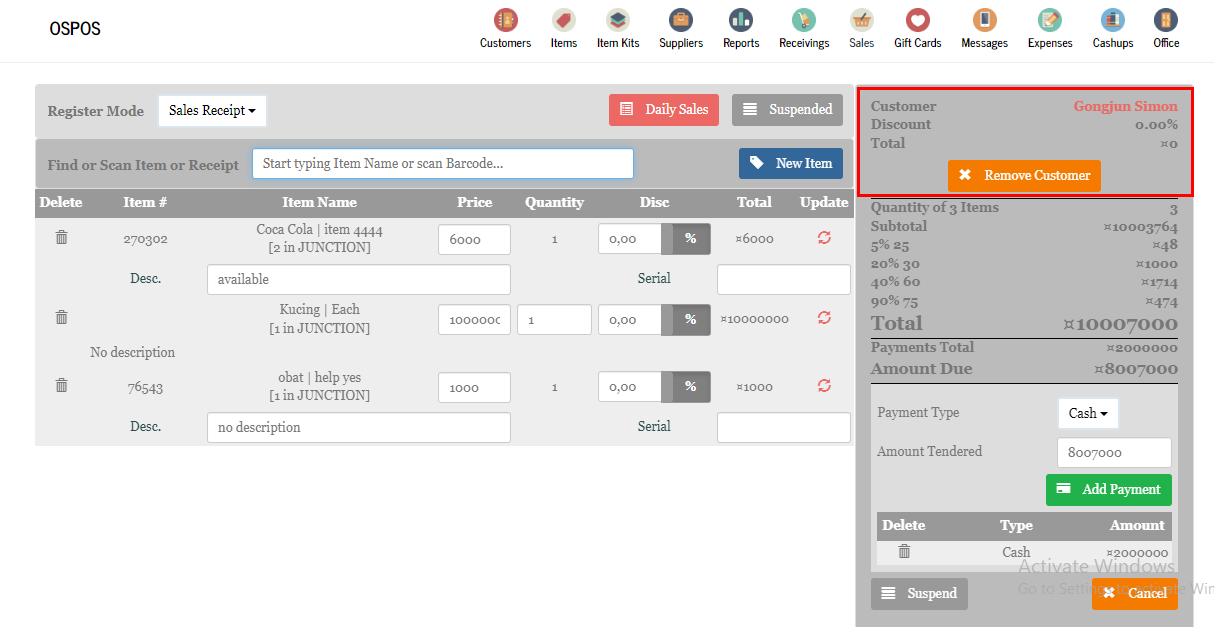 OSPOS
Customers Items Item Kits Suppliers Reports Receivings Sales Gift Cards Messages Expenses Cashups Office
Register Mode Sales Receipt Daily Sales Suspended
Find or Scan Item or Receipt Start typing Item Name or scan Barcode... New Item
Delete Item # Item Name Price Quantity Disc Total Update
270302 Coca Cola | item 4444 6000 1 0,00 % ¤6000
[2 in JUNCTION]
Desc. available Serial
Kucing | Each 1000000 1 0,00 % ¤10000000
[1 in JUNCTION]
No description
76543 obat | help yes 1000 1 0,00 % ¤1000
[1 in JUNCTION]
Desc. no description Serial
Customer Gongjun Simon
Discount 0.00%
Total ¤0
Remove Customer
Quantity of 3 Items 3
Subtotal ¤10003764
5% 25 ¤48
20% 30 ¤1000
40% 60 ¤1714
90% 75 ¤474
Total ¤10007000
Payments Total ¤2000000
Amount Due ¤8007000
Payment Type Cash
Amount Tendered 8007000
Add Payment
Delete Type Amount
Cash ¤2000000
Activate Windows
Suspend Cancel